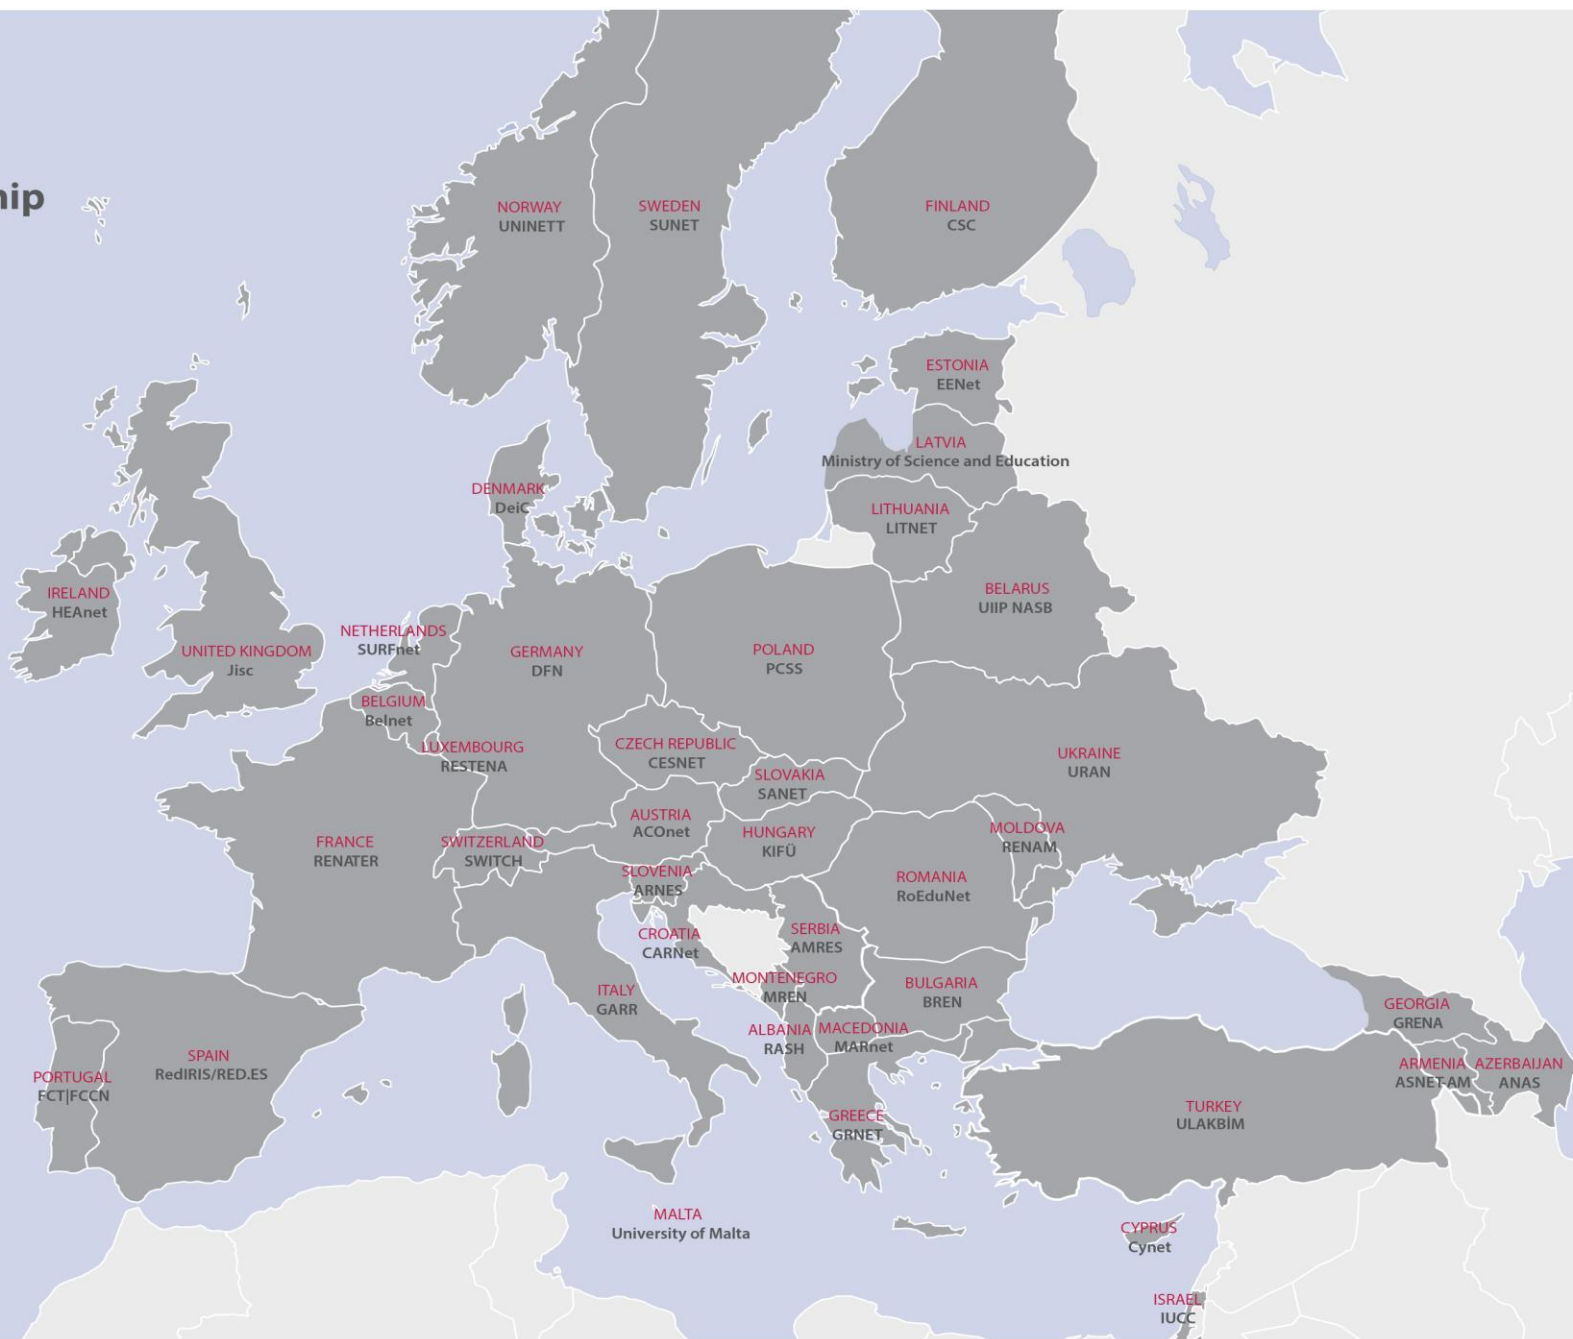 hip
NORWAY
UNINETT
SWEDEN
SUNET
FINLAND
CSC
ESTONIA
EENet
LATVIA
Ministry of Science and Education
DENMARK
DeiC
LITHUANIA
LITNET
IRELAND
HEAnet
BELARUS
UIIP NASB
NETHERLANDS
SURFnet
UNITED KINGDOM
Jisc
GERMANY
DFN
POLAND
PCSS
BELGIUM
Belnet
LUXEMBOURG
RESTENA
CZECH REPUBLIC
CESNET
UKRAINE
URAN
SLOVAKIA
SANET
AUSTRIA
ACOnet
HUNGARY
KIFÜ
MOLDOVA
RENAM
FRANCE
RENATER
SWITZERLAND
SWITCH
SLOVENIA
ARNES
ROMANIA
RoEduNet
CROATIA
CARNet
SERBIA
AMRES
MONTENEGRO
MREN
ITALY
GARR
BULGARIA
BREN
GEORGIA
GRENA
ALBANIA
RASH
MACEDONIA
MARnet
SPAIN
RedIRIS/RED.ES
PORTUGAL
FCT|FCCN
ARMENIA
ASNET-AM
AZERBAIJAN
ANAS
GREECE
GRNET
TURKEY
ULAKBİM
MALTA
University of Malta
CYPRUS
Cynet
ISRAEL
IUCC